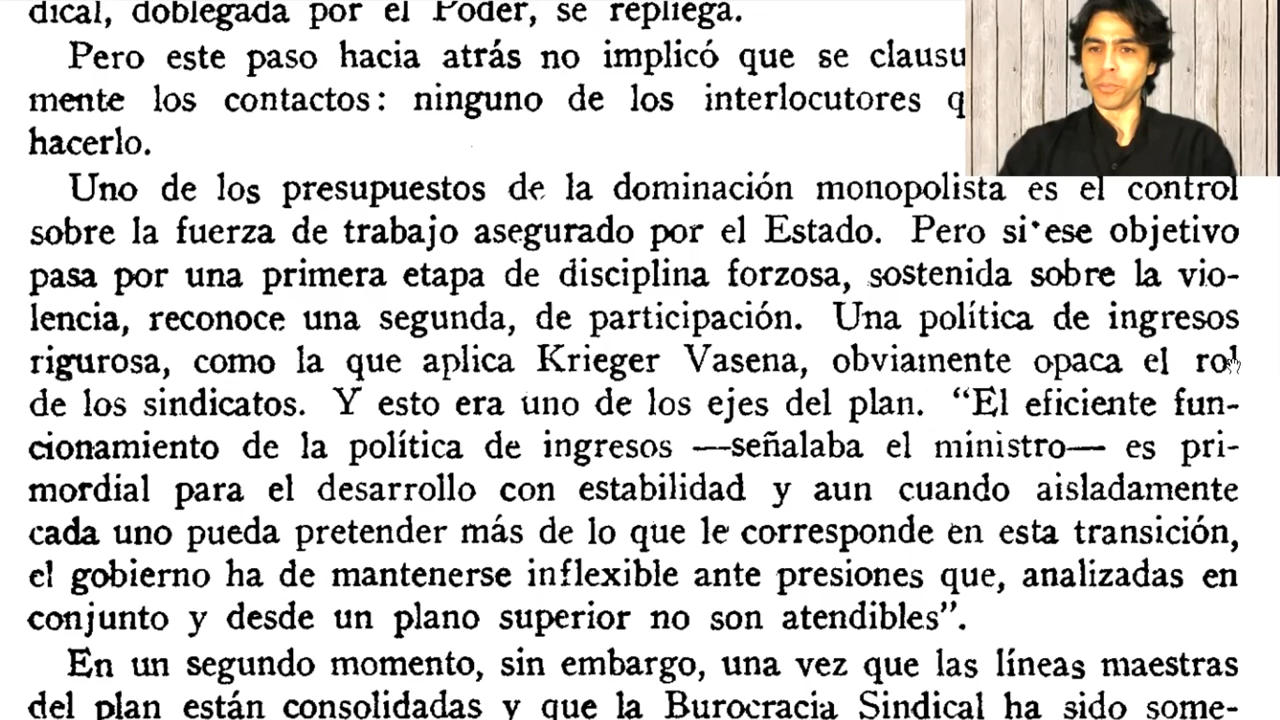 dical, doblegada por el Poder, se repliega.
Pero este paso hacia atrás no implicó que se clausu
mente los contactos: ninguno de los interlocutores q
hacerlo.
Uno de los presupuestos de la dominación monopolista es el control
sobre la fuerza de trabajo asegurado por el Estado. Pero si ese objetivo
pasa por una primera etapa de disciplina forzosa, sostenida sobre la vio-
lencia, reconoce una segunda, de participación. Una política de ingresos
rigurosa, como la que aplica Krieger Vasena, obviamente opaca el rol
de los sindicatos. Y esto era uno de los ejes del plan. “El eficiente fun-
cionamiento de la política de ingresos —señalaba el ministro— es pri-
mordial para el desarrollo con estabilidad y aun cuando aisladamente
cada uno pueda pretender más de lo que le corresponde en esta transición,
el gobierno ha de mantenerse inflexible ante presiones que, analizadas en
conjunto y desde un plano superior no son atendibles”.
En un segundo momento, sin embargo, una vez que las líneas maestras
del plan están consolidadas y que la Burocracia Sindical ha sido some-